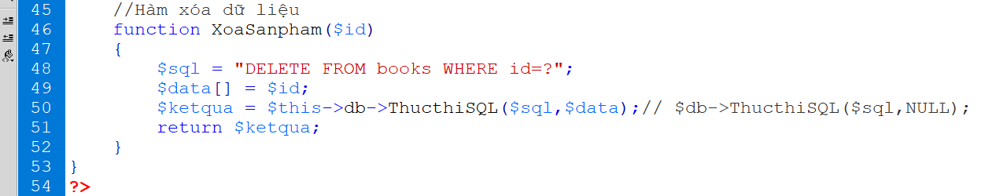 45 //Hàm xóa dữ liệu
46 function XoaSanpham($id)
47 {
48 $sql = "DELETE FROM books WHERE id=?";
49 $data[] = $id;
50 $ketqua = $this->db->ThucthiSQL($sql,$data);// $db->ThucthiSQL($sql,NULL);
51 return $ketqua;
52 }
53 }
54 ?>